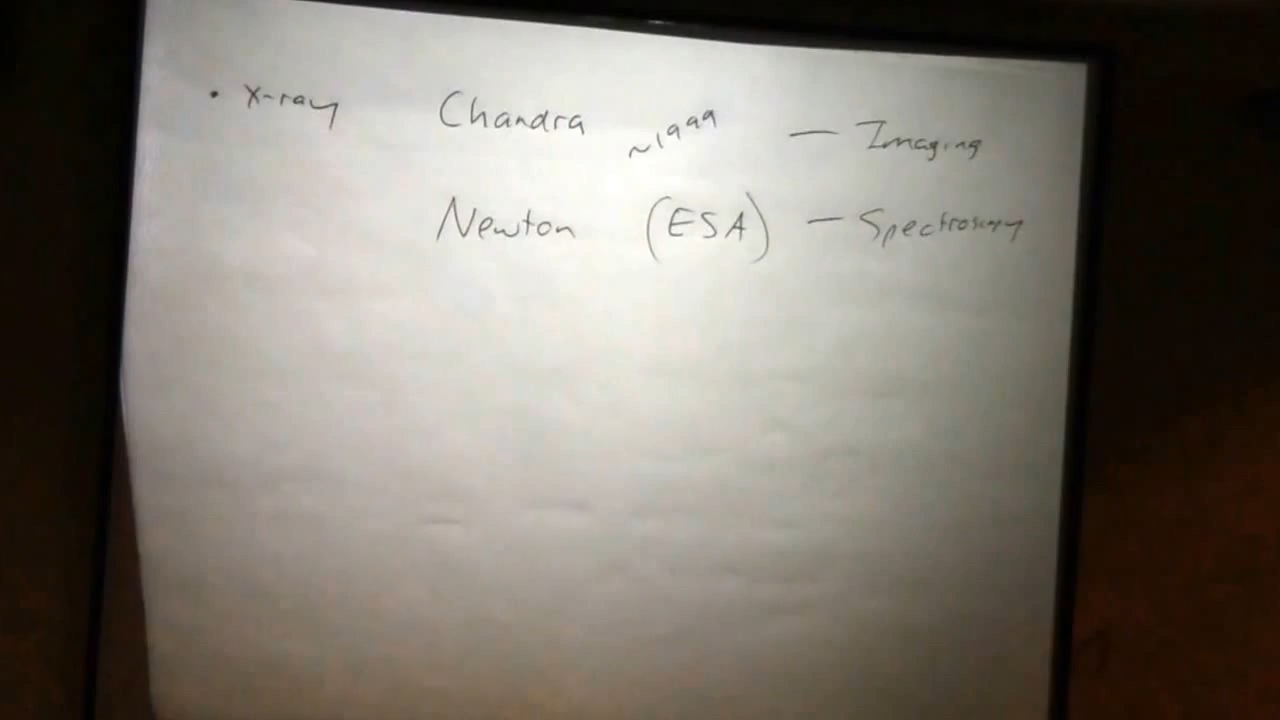 • X-ray Chandra ~1999 — Imaging
Newton (ESA) — Spectroscopy